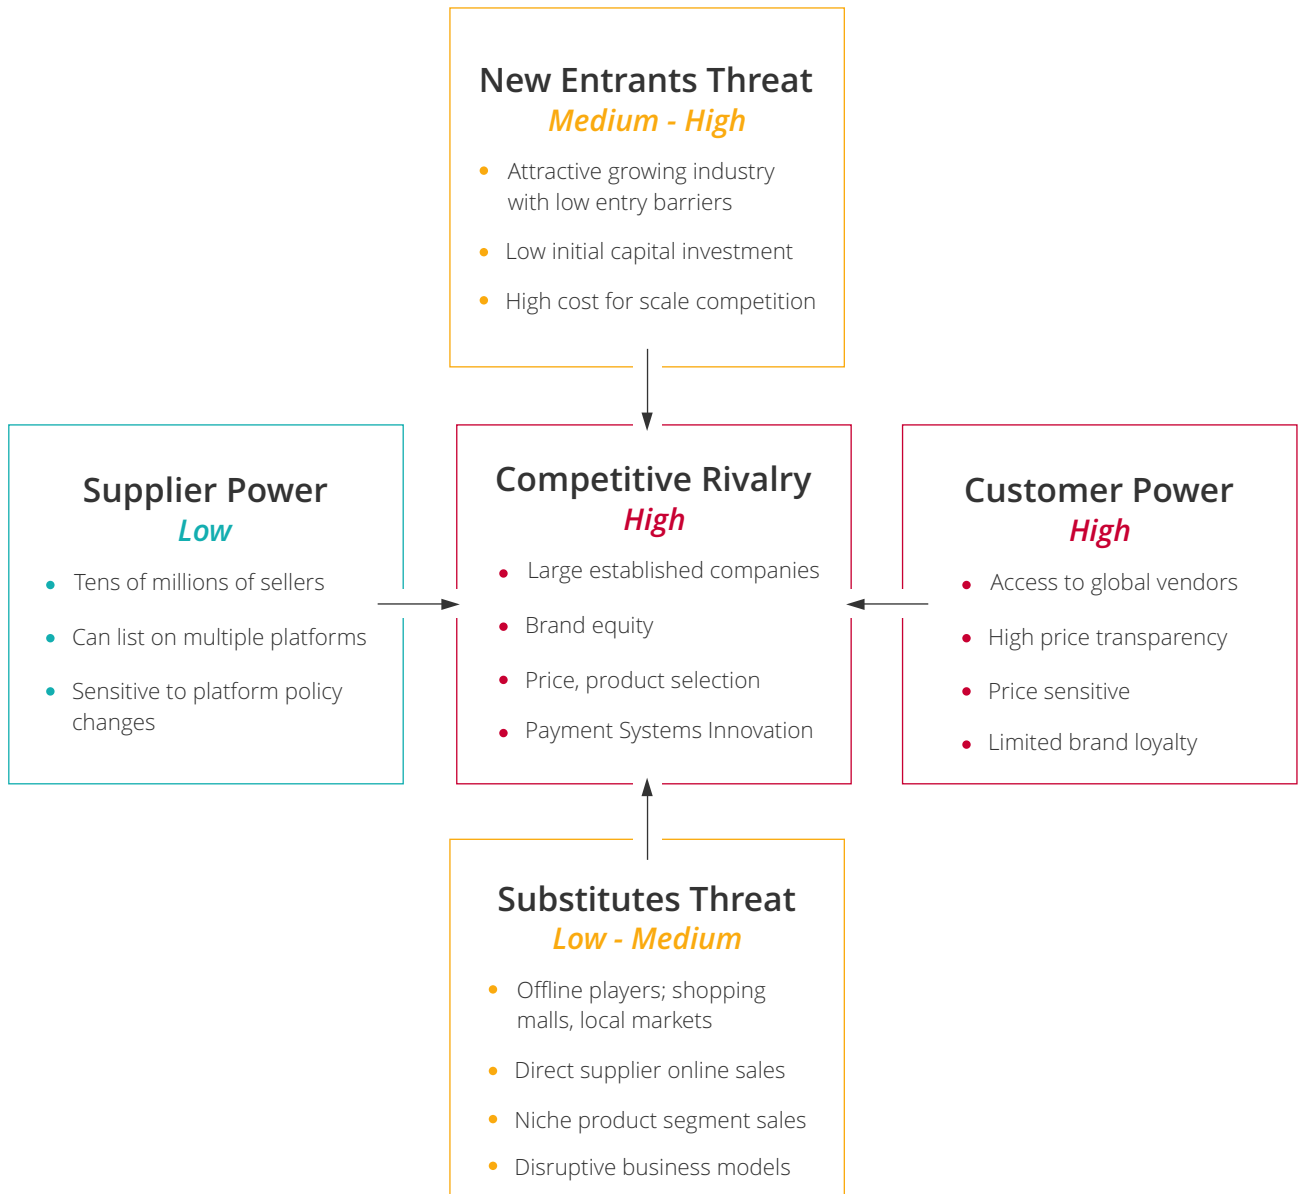 New Entrants Threat
Medium - High
Attractive growing industry
with low entry barriers
Low initial capital investment
High cost for scale competition
Supplier Power
Low
Tens of millions of sellers
Can list on multiple platforms
Sensitive to platform policy
changes
Competitive Rivalry
High
Large established companies
Brand equity
Price, product selection
Payment Systems Innovation
Customer Power
High
Access to global vendors
High price transparency
Price sensitive
Limited brand loyalty
Substitutes Threat
Low - Medium
Offline players; shopping
malls, local markets
Direct supplier online sales
Niche product segment sales
Disruptive business models